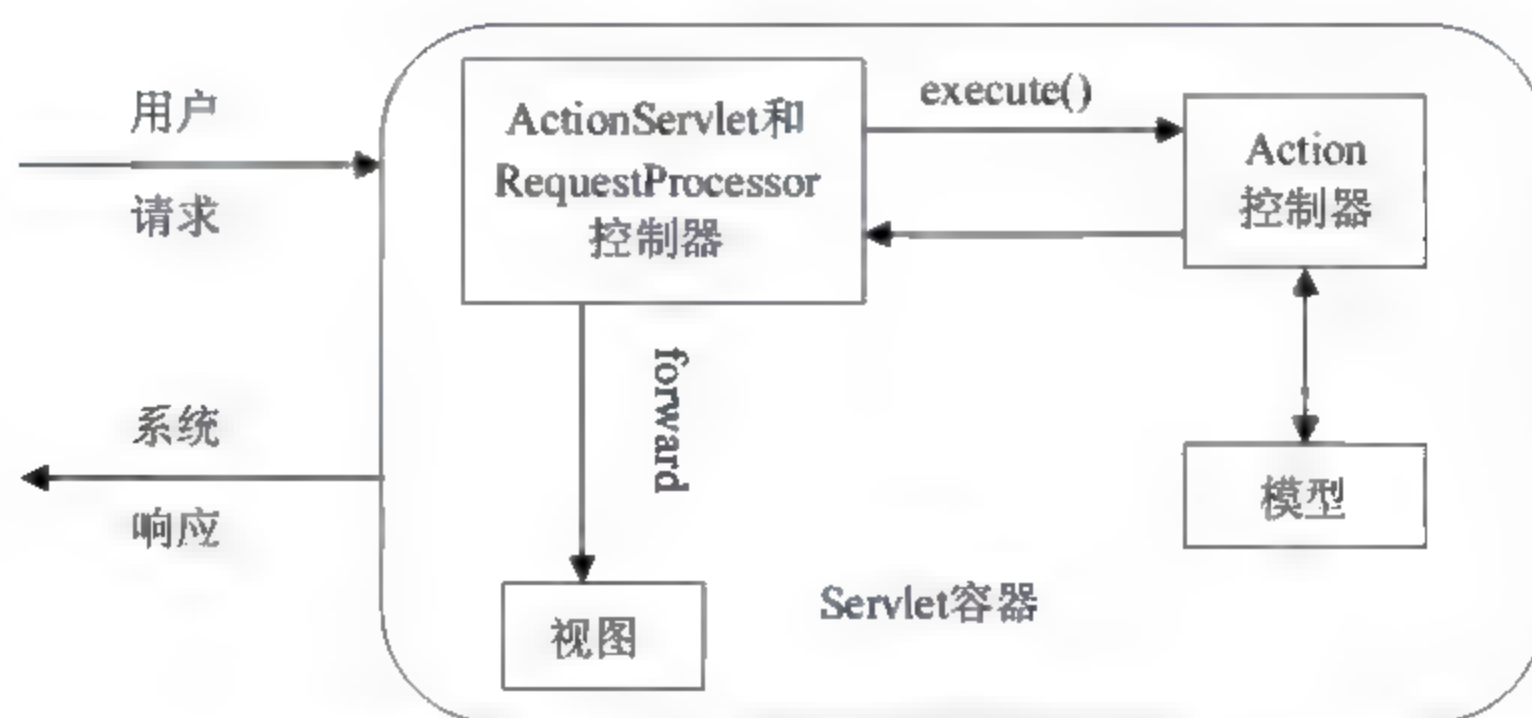 用户
请求
ActionServlet和
RequestProcessor
控制器
execute()
Action
控制器
forward
系统
响应
模型
Servlet容器
视图